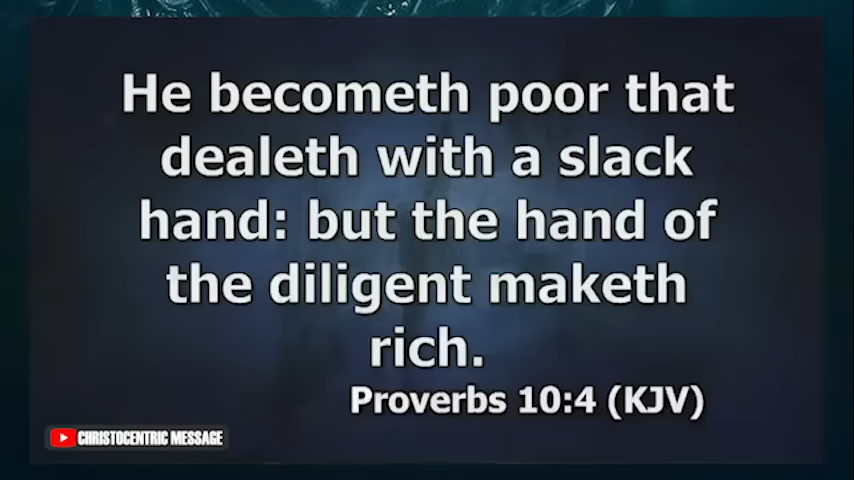 He becometh poor that
dealeth with a slack
hand: but the hand of
the diligent maketh
rich.
Proverbs 10:4 (KJV)
CHRISTOCENTRIC MESSAGE